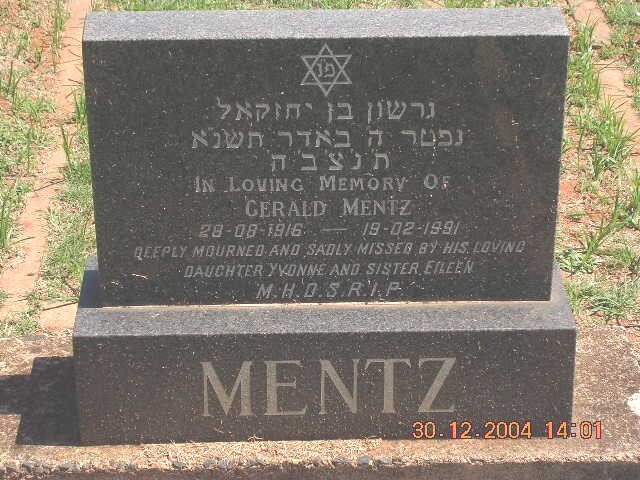 פ נ
גרשון בן יחזקאל
נפטר ה באדר תשנ"א
ת נ צ ב ה
IN LOVING MEMORY OF
GERALD MENTZ
28-08-1916 — 19-02-1991
DEEPLY MOURNED AND SADLY MISSED BY HIS LOVING
DAUGHTER YVONNE AND SISTER EILEEN
M.H.D.S.R.I.P.
MENTZ
30.12.2004 14:01